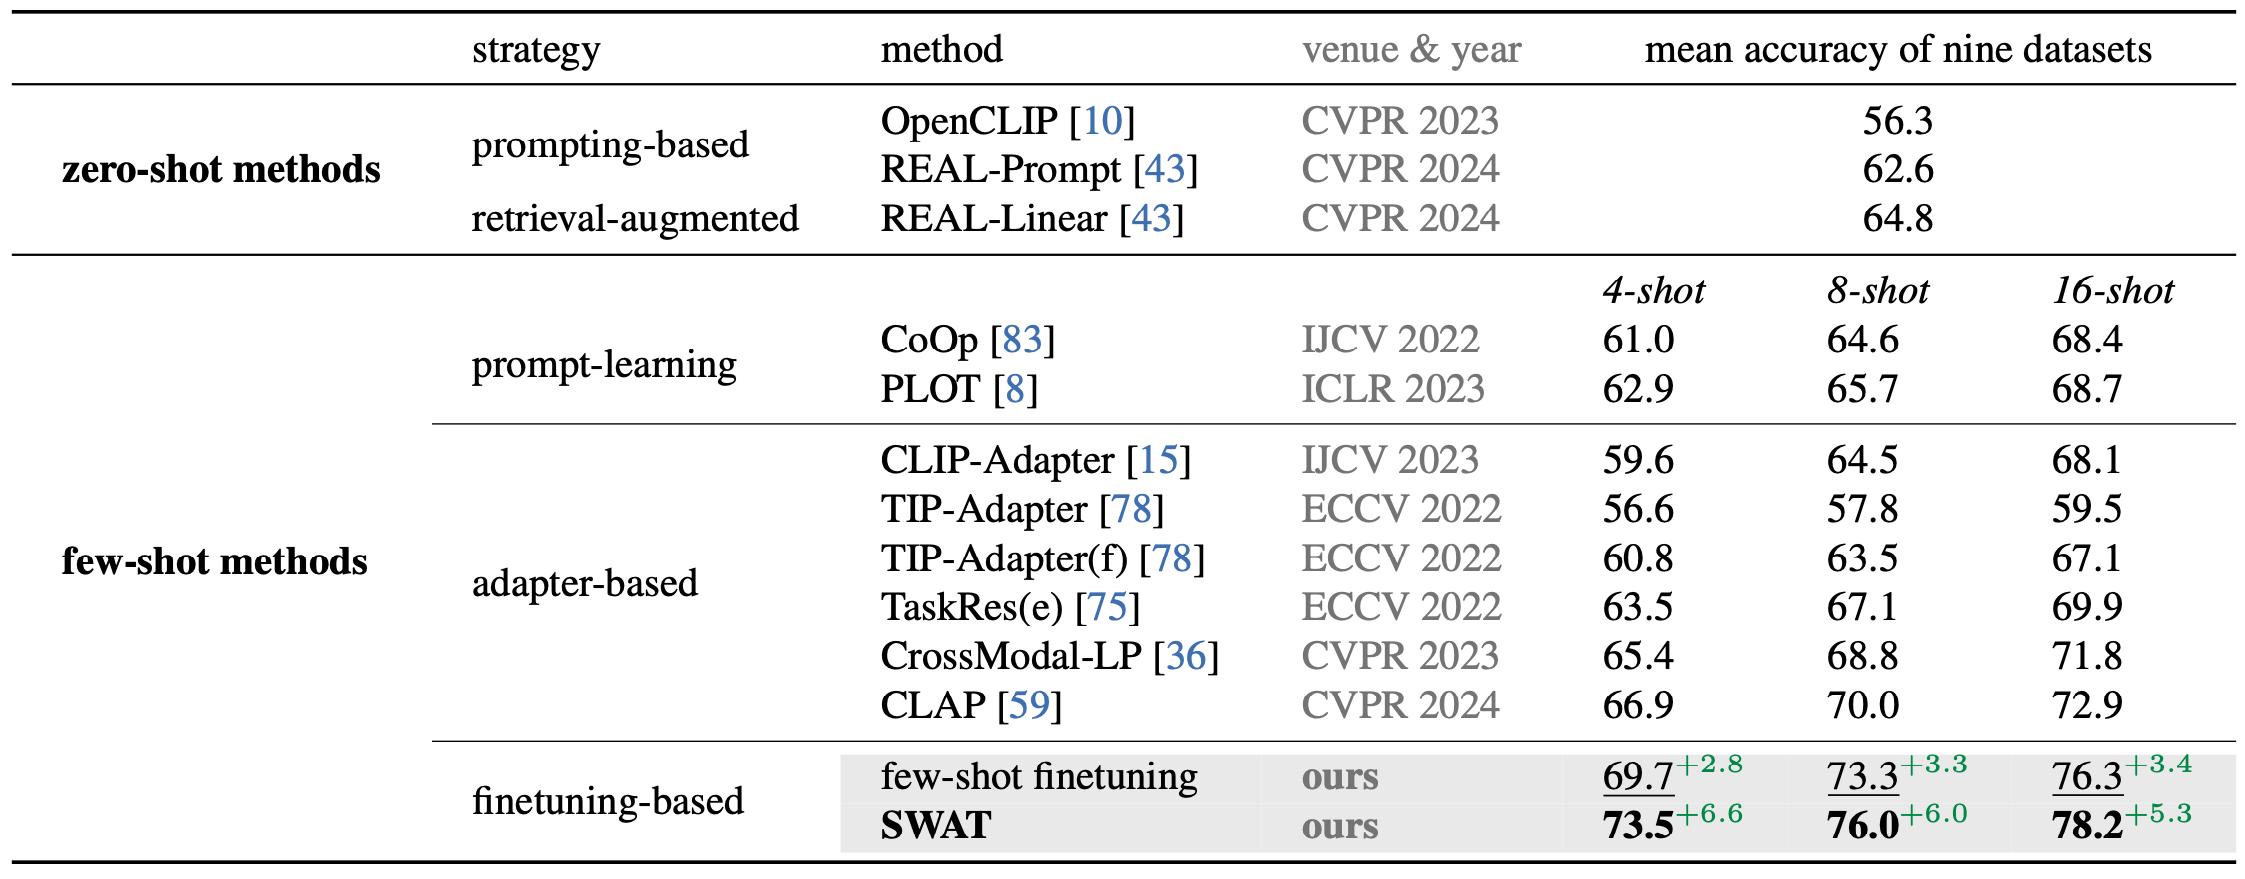 strategy method venue & year mean accuracy of nine datasets
zero-shot methods prompting-based OpenCLIP [10] CVPR 2023 56.3
REAL-Prompt [43] CVPR 2024 62.6
retrieval-augmented REAL-Linear [43] CVPR 2024 64.8
4-shot 8-shot 16-shot
few-shot methods prompt-learning CoOp [83] IJCV 2022 61.0 64.6 68.4
PLOT [8] ICLR 2023 62.9 65.7 68.7
adapter-based CLIP-Adapter [15] IJCV 2023 59.6 64.5 68.1
TIP-Adapter [78] ECCV 2022 56.6 57.8 59.5
TIP-Adapter(f) [78] ECCV 2022 60.8 63.5 67.1
TaskRes(e) [75] ECCV 2022 63.5 67.1 69.9
CrossModal-LP [36] CVPR 2023 65.4 68.8 71.8
CLAP [59] CVPR 2024 66.9 70.0 72.9
finetuning-based few-shot finetuning ours 69.7+2.8 73.3+3.3 76.3+3.4
SWAT ours 73.5+6.6 76.0+6.0 78.2+5.3